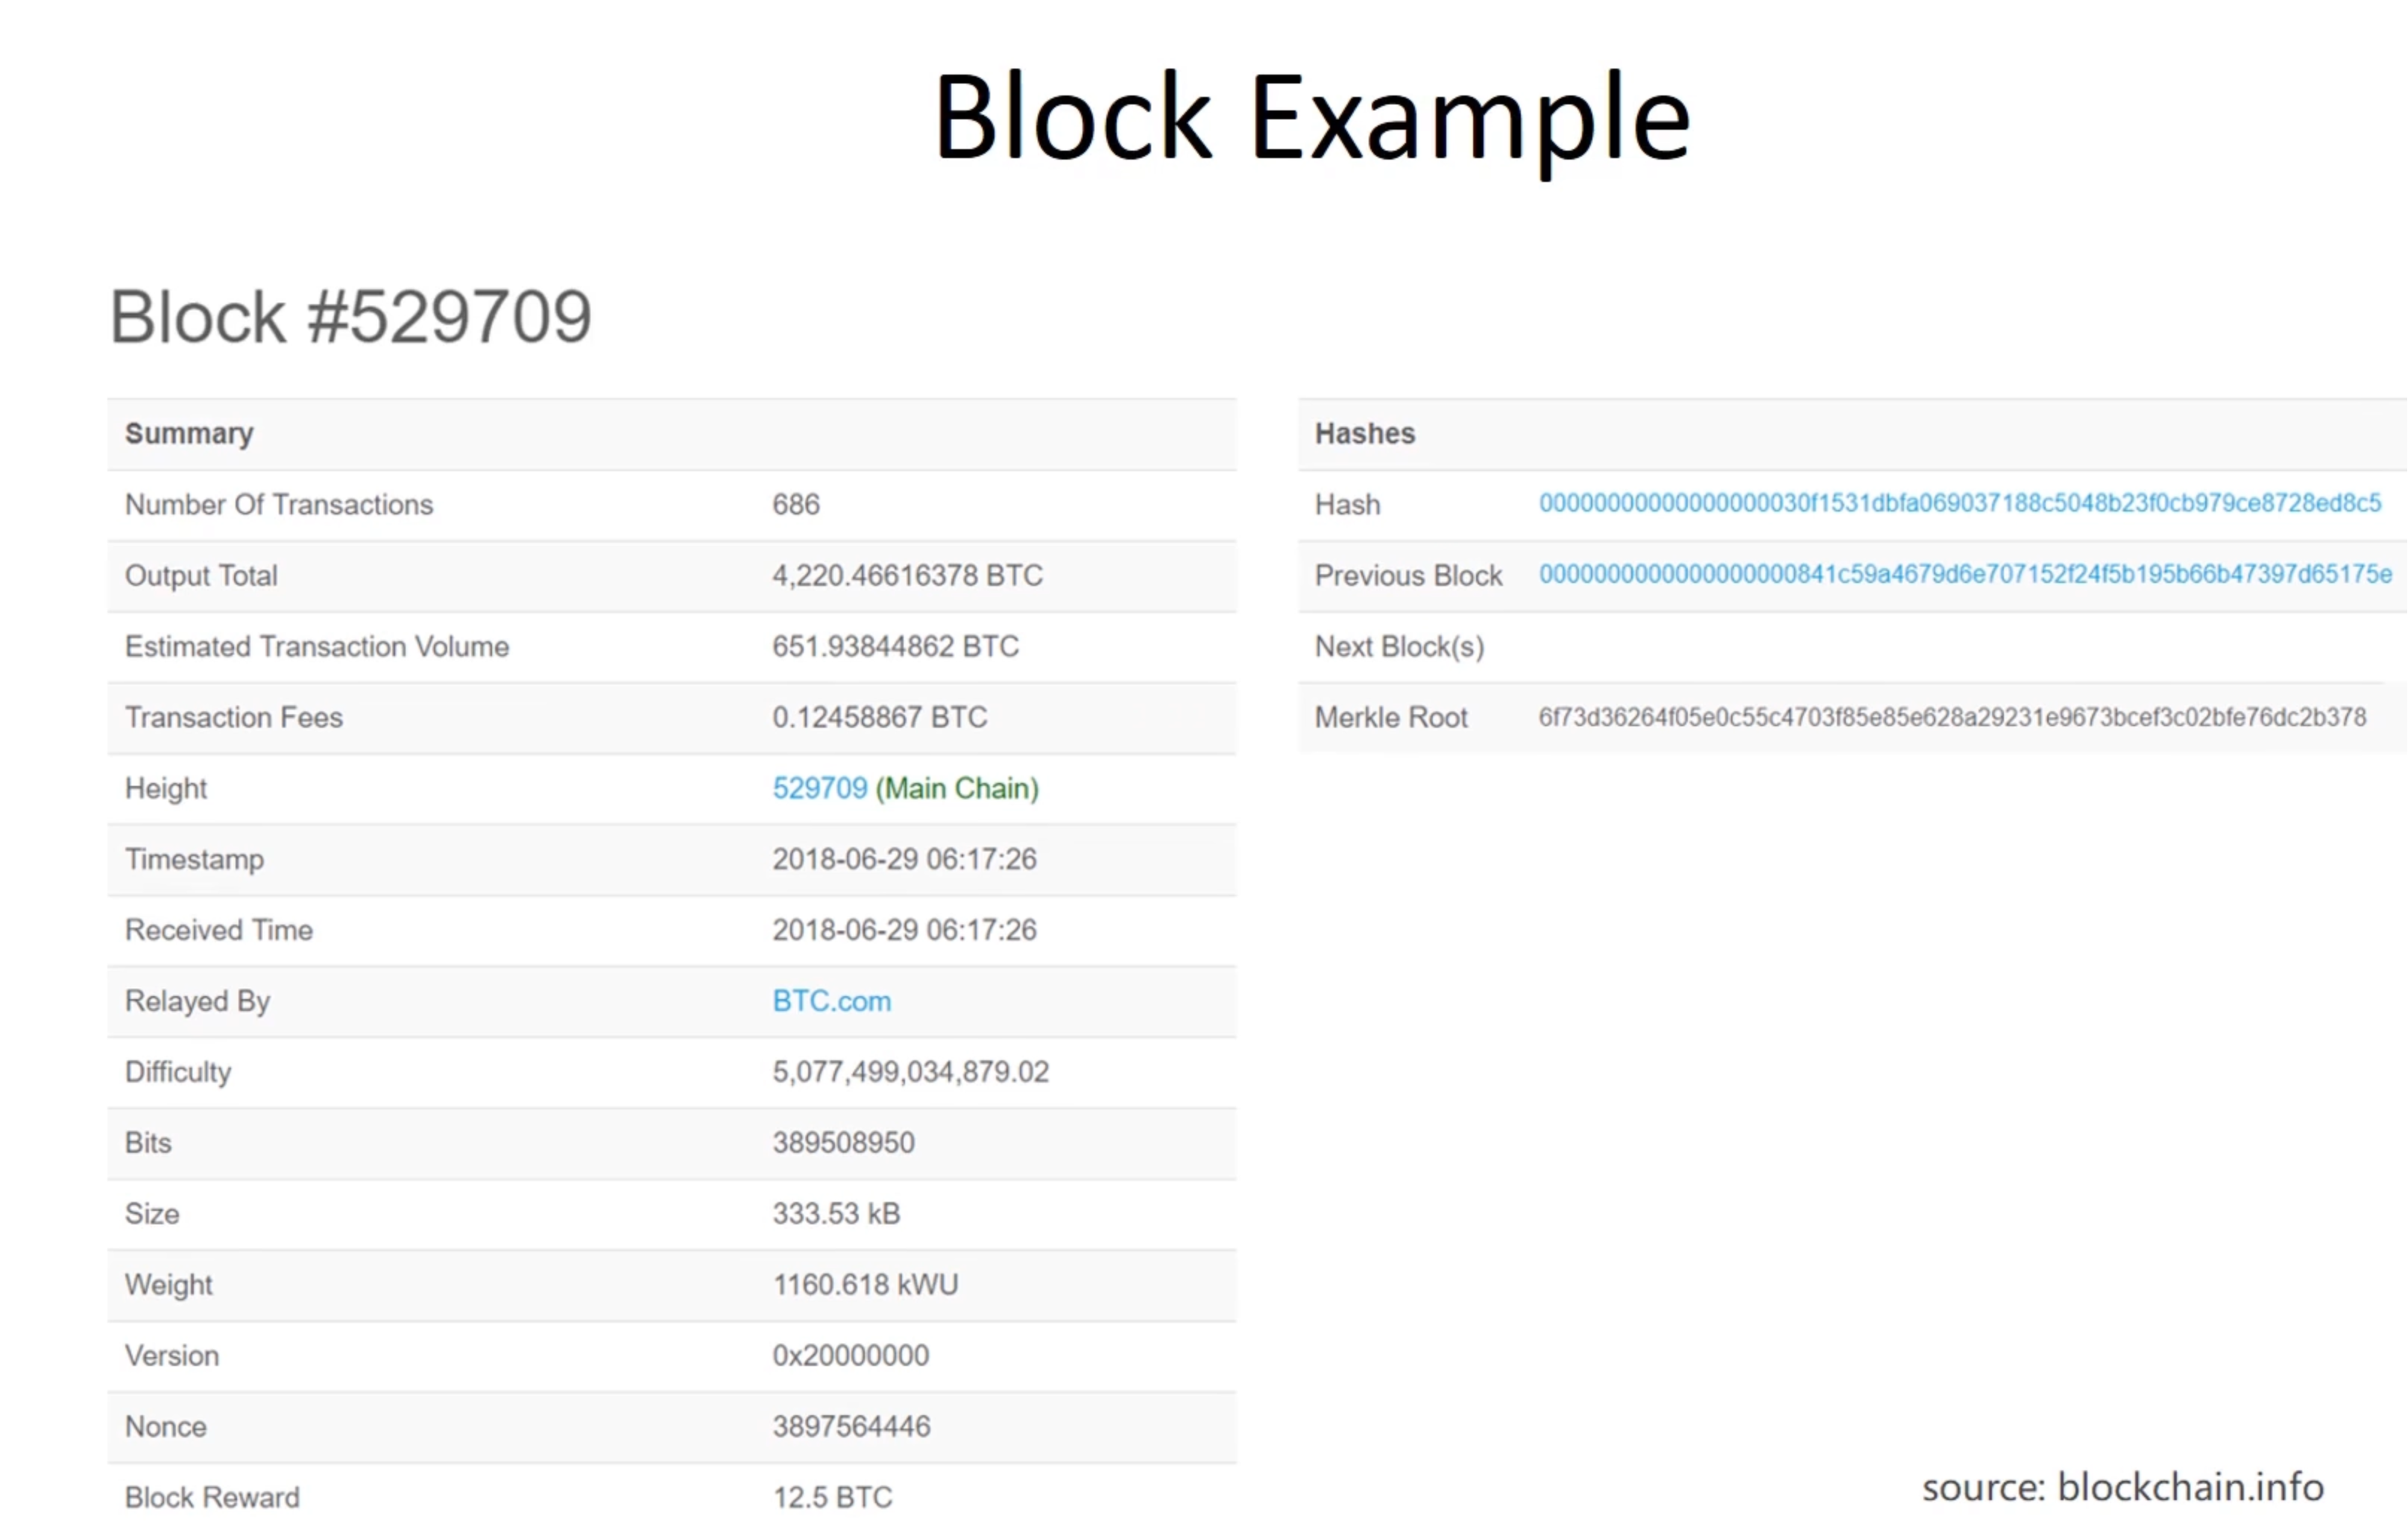 Block Example
Block #529709
Summary
Number Of Transactions 686
Output Total 4,220.46616378 BTC
Estimated Transaction Volume 651.93844862 BTC
Transaction Fees 0.12458867 BTC
Height 529709 (Main Chain)
Timestamp 2018-06-29 06:17:26
Received Time 2018-06-29 06:17:26
Relayed By BTC.com
Difficulty 5,077,499,034,879.02
Bits 389508950
Size 333.53 kB
Weight 1160.618 kWU
Version 0x20000000
Nonce 3897564446
Block Reward 12.5 BTC
Hashes
Hash 00000000000000000030f1531dbfa069037188c5048b23f0cb979ce8728ed8c5
Previous Block 0000000000000000000841c59a4679d6e707152f24f5b195b66b47397d65175e
Next Block(s)
Merkle Root 6f73d36264f05e0c55c4703f85e85e628a29231e9673bcef3c02bfe76dc2b378
source: blockchain.info